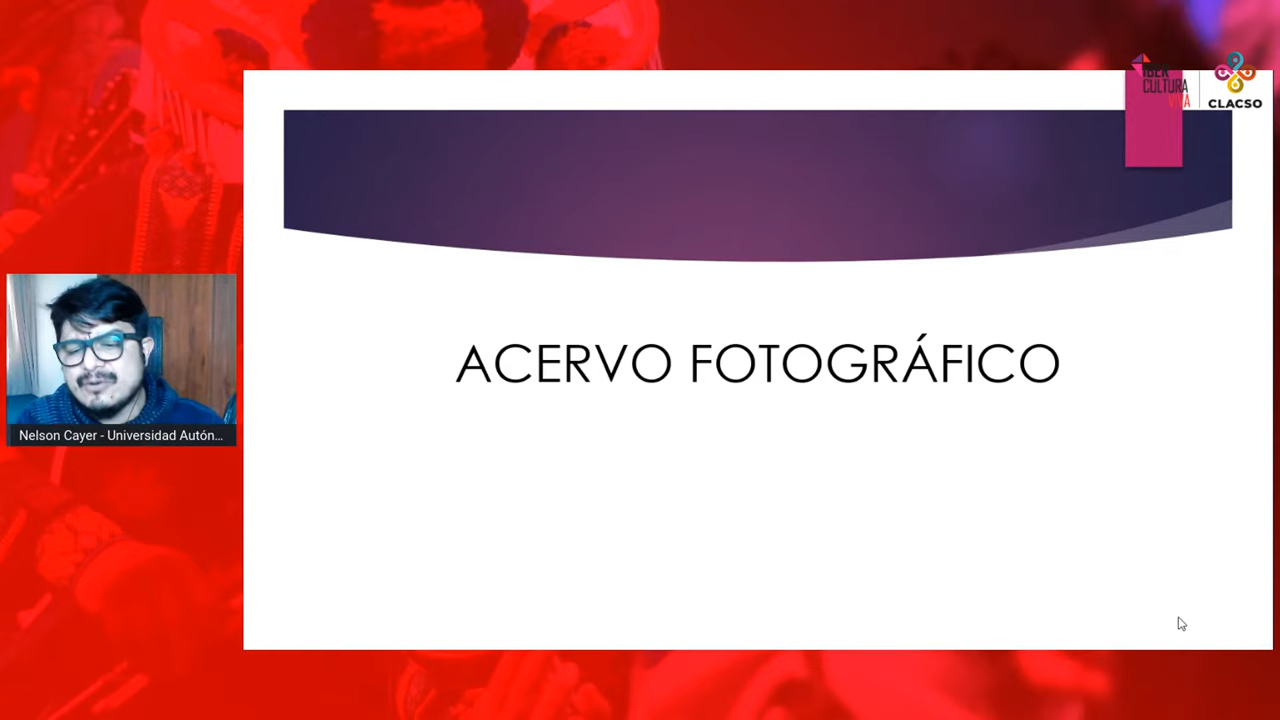 IBER
CULTURA
VIVA
CLACSO
ACERVO FOTOGRÁFICO
Nelson Cayer - Universidad Autón...